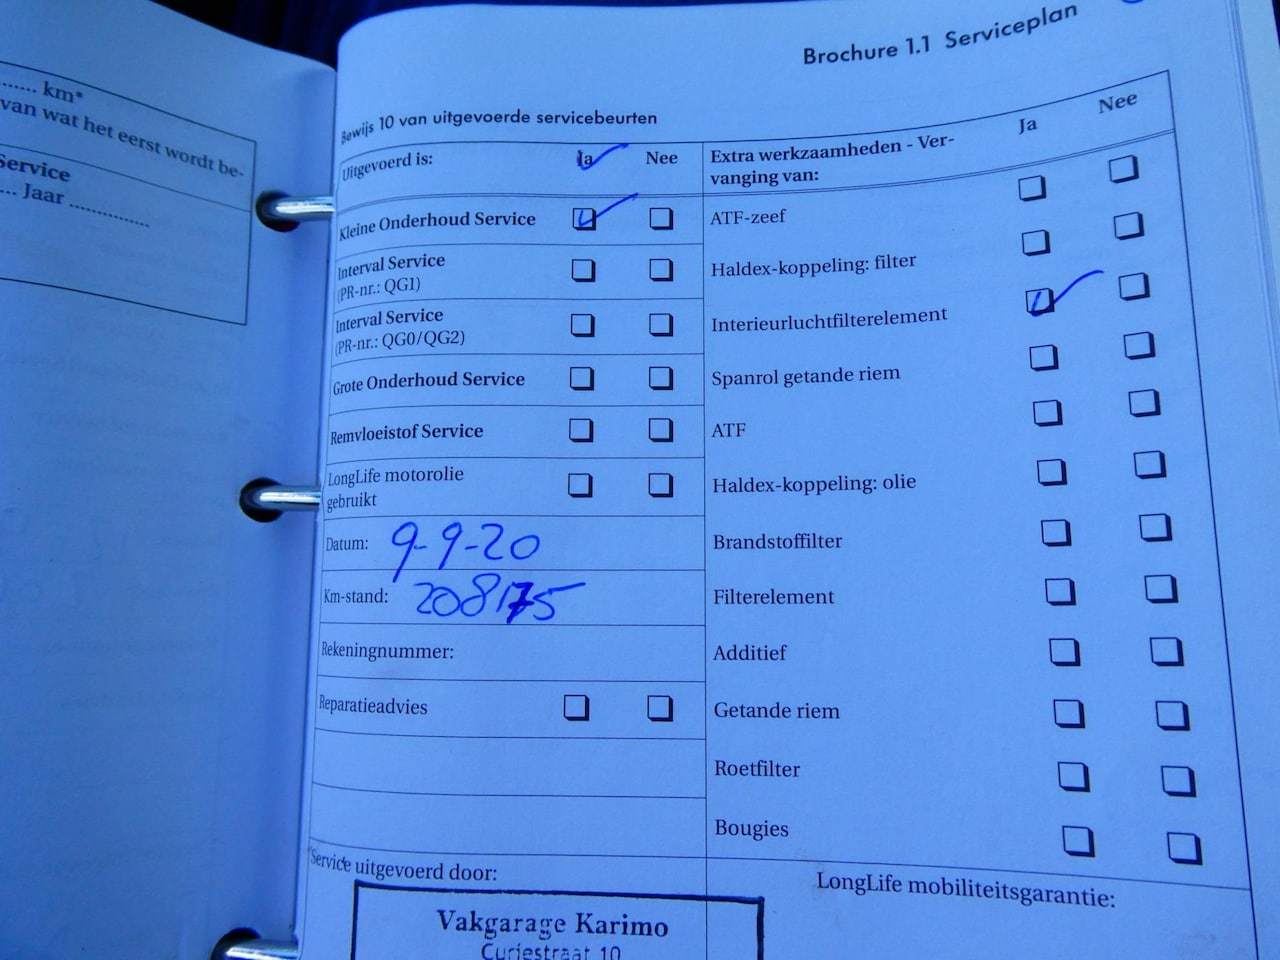 ....... km*
van wat het eerst wordt be-
Service
... Jaar ................
Brochure 1.1 Serviceplan
Bewijs 10 van uitgevoerde servicebeurten
Uitgevoerd is: Ja Nee
Kleine Onderhoud Service
Interval Service
(PR-nr.: QG1)
Interval Service
(PR-nr.: QG0/QG2)
Grote Onderhoud Service
Remvloeistof Service
LongLife motorolie
gebruikt
Datum: 9-9-20
Km-stand: 208175
Rekeningnummer:
Reparatieadvies
Extra werkzaamheden - Ver-
vanging van:
Ja Nee
ATF-zeef
Haldex-koppeling: filter
Interieurluchtfilterelement
Spanrol getande riem
ATF
Haldex-koppeling: olie
Brandstoffilter
Filterelement
Additief
Getande riem
Roetfilter
Bougies
Service uitgevoerd door:
Vakgarage Karimo
Curiestraat 10
LongLife mobiliteitsgarantie: